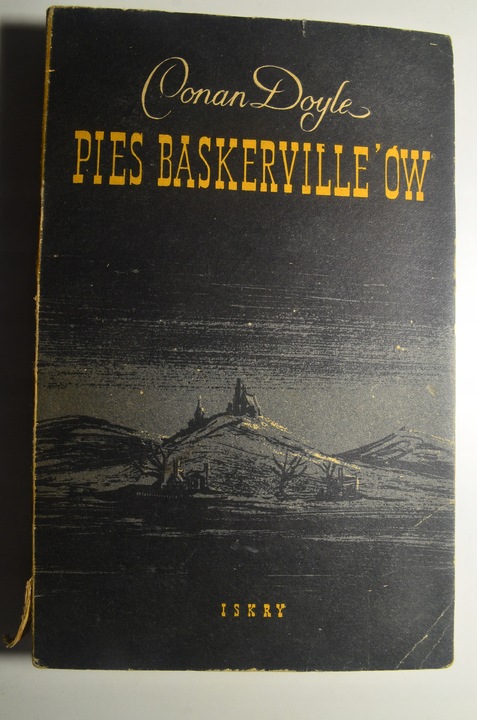 Conan Doyle
PIES BASKERVILLE'ÓW
ISKRY